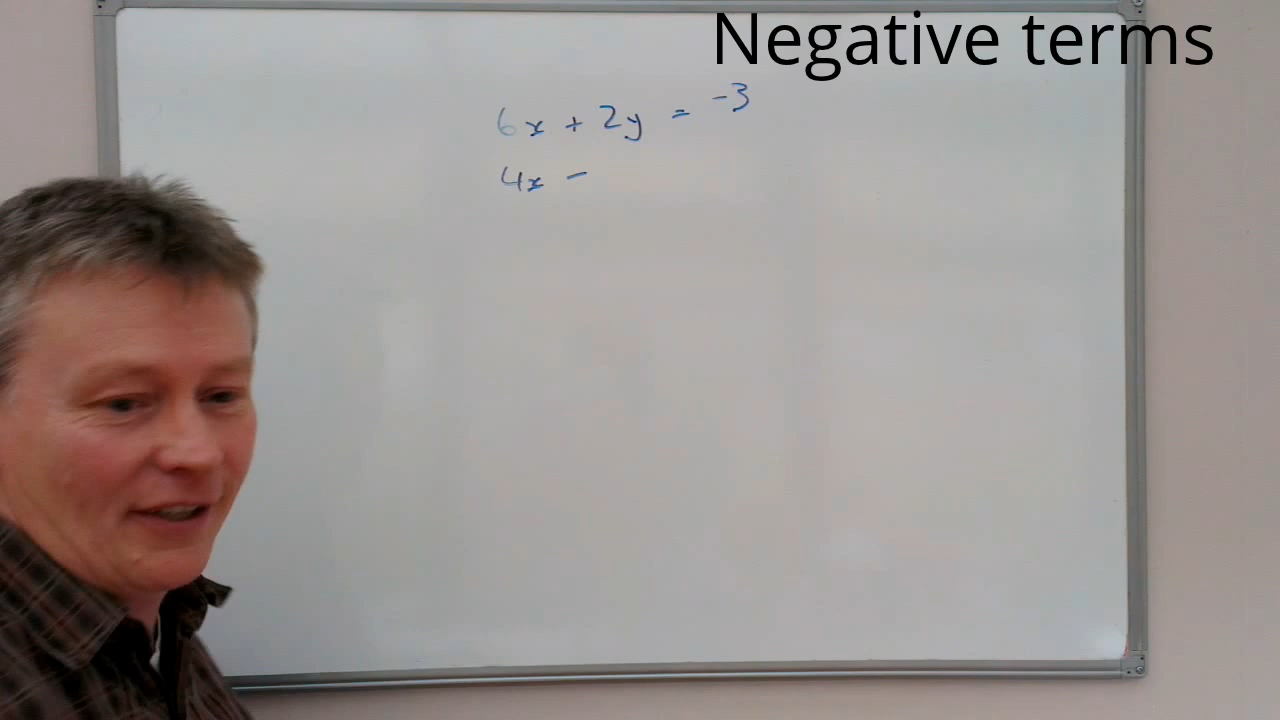 Negative terms
6x + 2y = -3
4x -